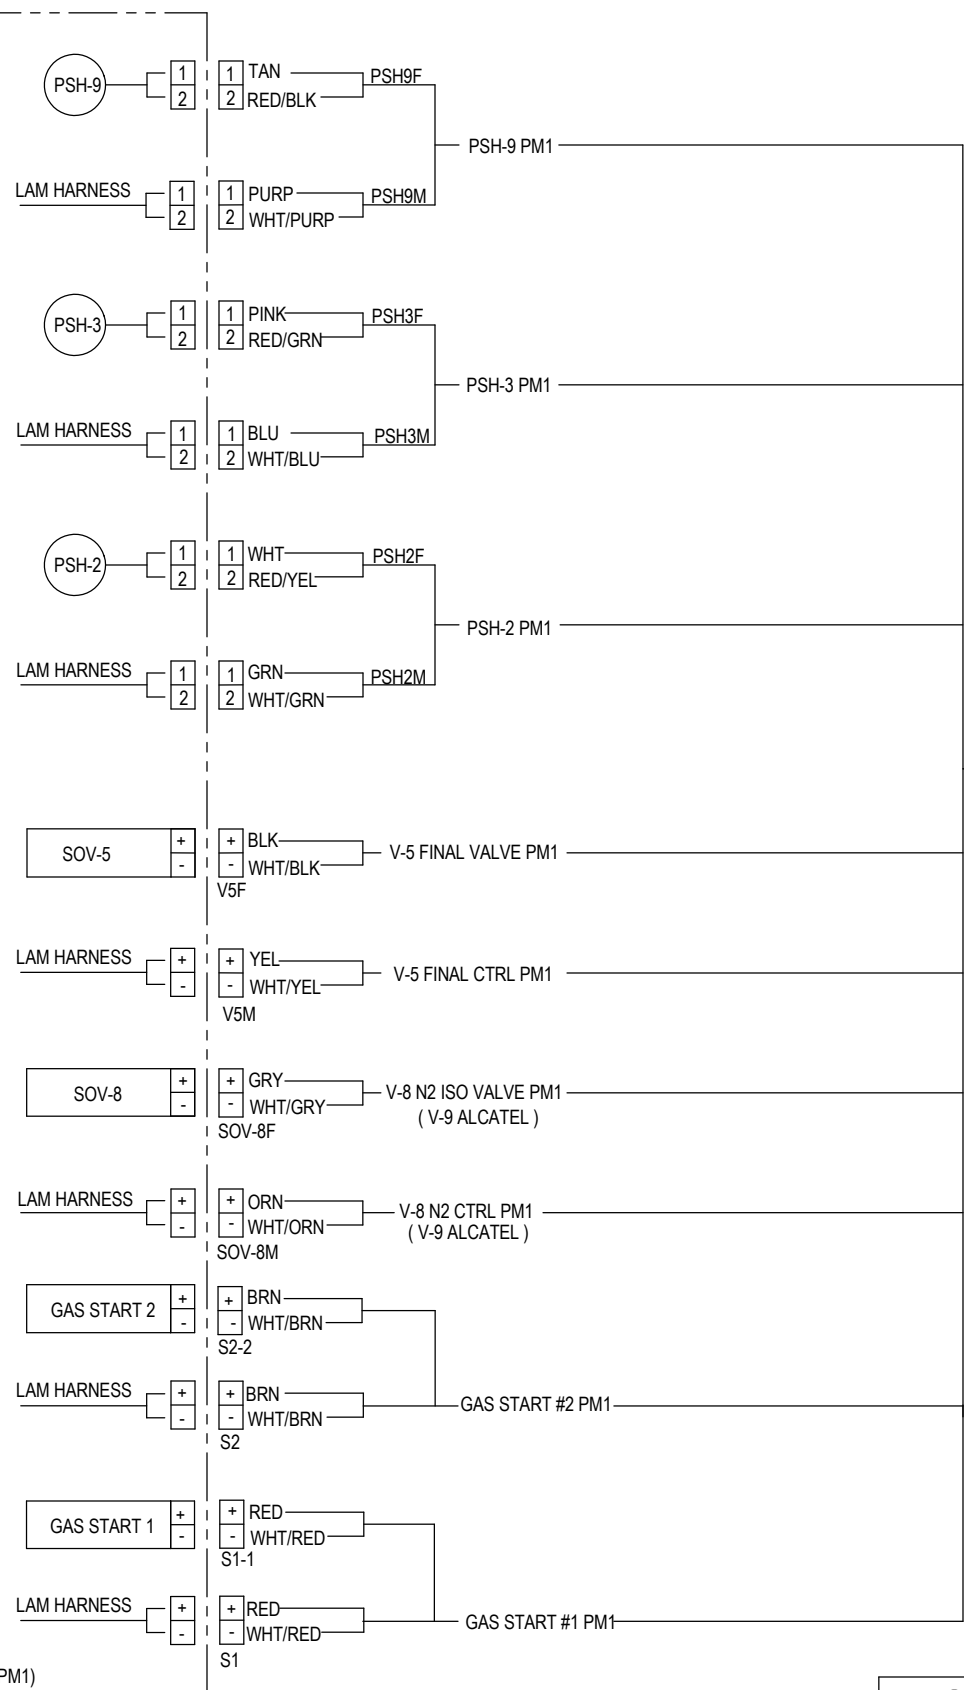 PSH-9 1 1 TAN PSH9F
2 2 RED/BLK
PSH-9 PM1
LAM HARNESS 1 1 PURP PSH9M
2 2 WHT/PURP
PSH-3 1 1 PINK PSH3F
2 2 RED/GRN
PSH-3 PM1
LAM HARNESS 1 1 BLU PSH3M
2 2 WHT/BLU
PSH-2 1 1 WHT PSH2F
2 2 RED/YEL
PSH-2 PM1
LAM HARNESS 1 1 GRN PSH2M
2 2 WHT/GRN
SOV-5 + + BLK V-5 FINAL VALVE PM1
- - WHT/BLK
V5F
LAM HARNESS + + YEL V-5 FINAL CTRL PM1
- - WHT/YEL
V5M
SOV-8 + + GRY V-8 N2 ISO VALVE PM1
- - WHT/GRY ( V-9 ALCATEL )
SOV-8F
LAM HARNESS + + ORN V-8 N2 CTRL PM1
- - WHT/ORN ( V-9 ALCATEL )
SOV-8M
GAS START 2 + + BRN
- - WHT/BRN
S2-2
LAM HARNESS + + BRN GAS START #2 PM1
- - WHT/BRN
S2
GAS START 1 + + RED
- - WHT/RED
S1-1
LAM HARNESS + + RED GAS START #1 PM1
- - WHT/RED
S1
PM1)